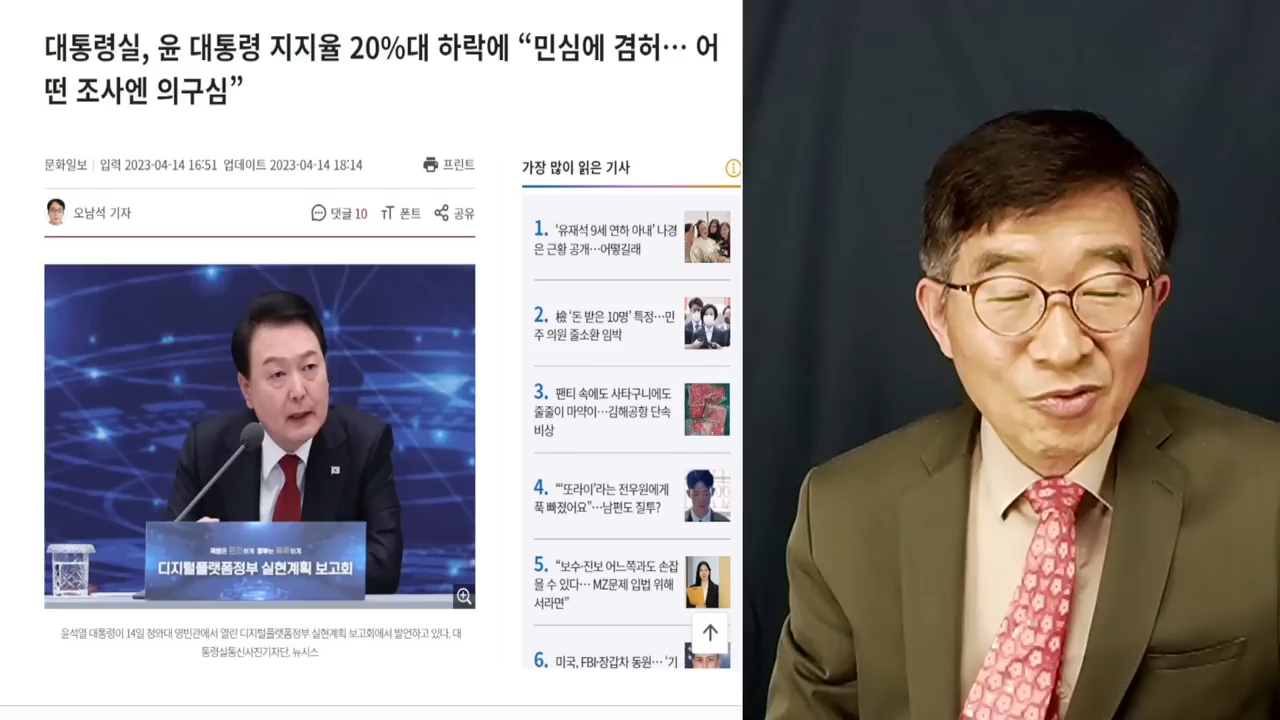 대통령실, 윤 대통령 지지율 20%대 하락에 “민심에 겸허… 어
떤 조사엔 의구심”
문화일보 | 입력 2023-04-14 16:51 업데이트 2023-04-14 18:14
프린트
오남석 기자
댓글 10
폰트
공유
디지털플랫폼정부 실현계획 보고회
윤석열 대통령이 14일 청와대 영빈관에서 열린 디지털플랫폼정부 실현계획 보고회에서 발언하고 있다. 대
통령실통신사진기자단. 뉴시스
가장 많이 읽은 기사
1. ‘유재석 9세 연하 아내’ 나경
은 근황 공개…어떻길래
2. 檢 ‘돈 받은 10명’ 특정…민
주 의원 줄소환 임박
3. 팬티 속에도 사타구니에도
줄줄이 마약이…김해공항 단속
비상
4. “‘또라이’라는 전우원에게
푹 빠졌어요”…남편도 질투?
5. “보수·진보 어느쪽과도 손잡
을 수 있다… MZ문제 입법 위해
서라면”
6. 미국, FBI·장갑차 동원… ‘기